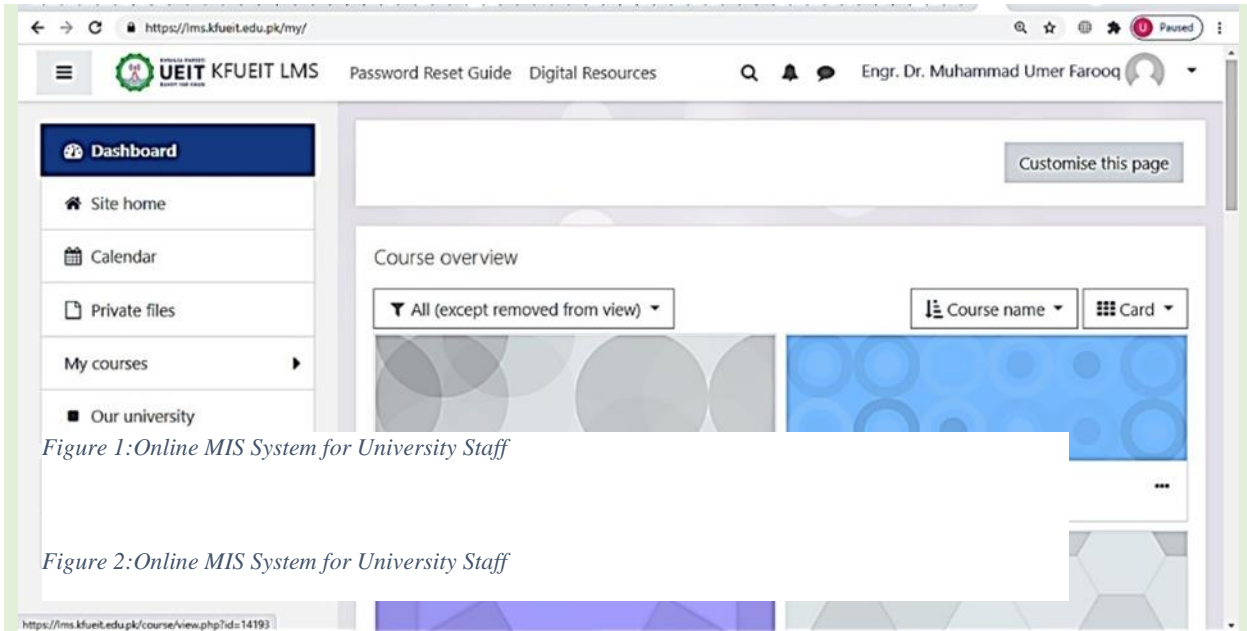 https://lms.kfueit.edu.pk/my/
Paused
UEIT KFUEIT LMS Password Reset Guide Digital Resources Engr. Dr. Muhammad Umer Farooq
Dashboard
Customise this page
Site home
Calendar
Course overview
Private files
All (except removed from view) Course name Card
My courses
Our university
Figure 1:Online MIS System for University Staff
Figure 2:Online MIS System for University Staff
https://lms.kfueit.edu.pk/course/view.php?id=14193